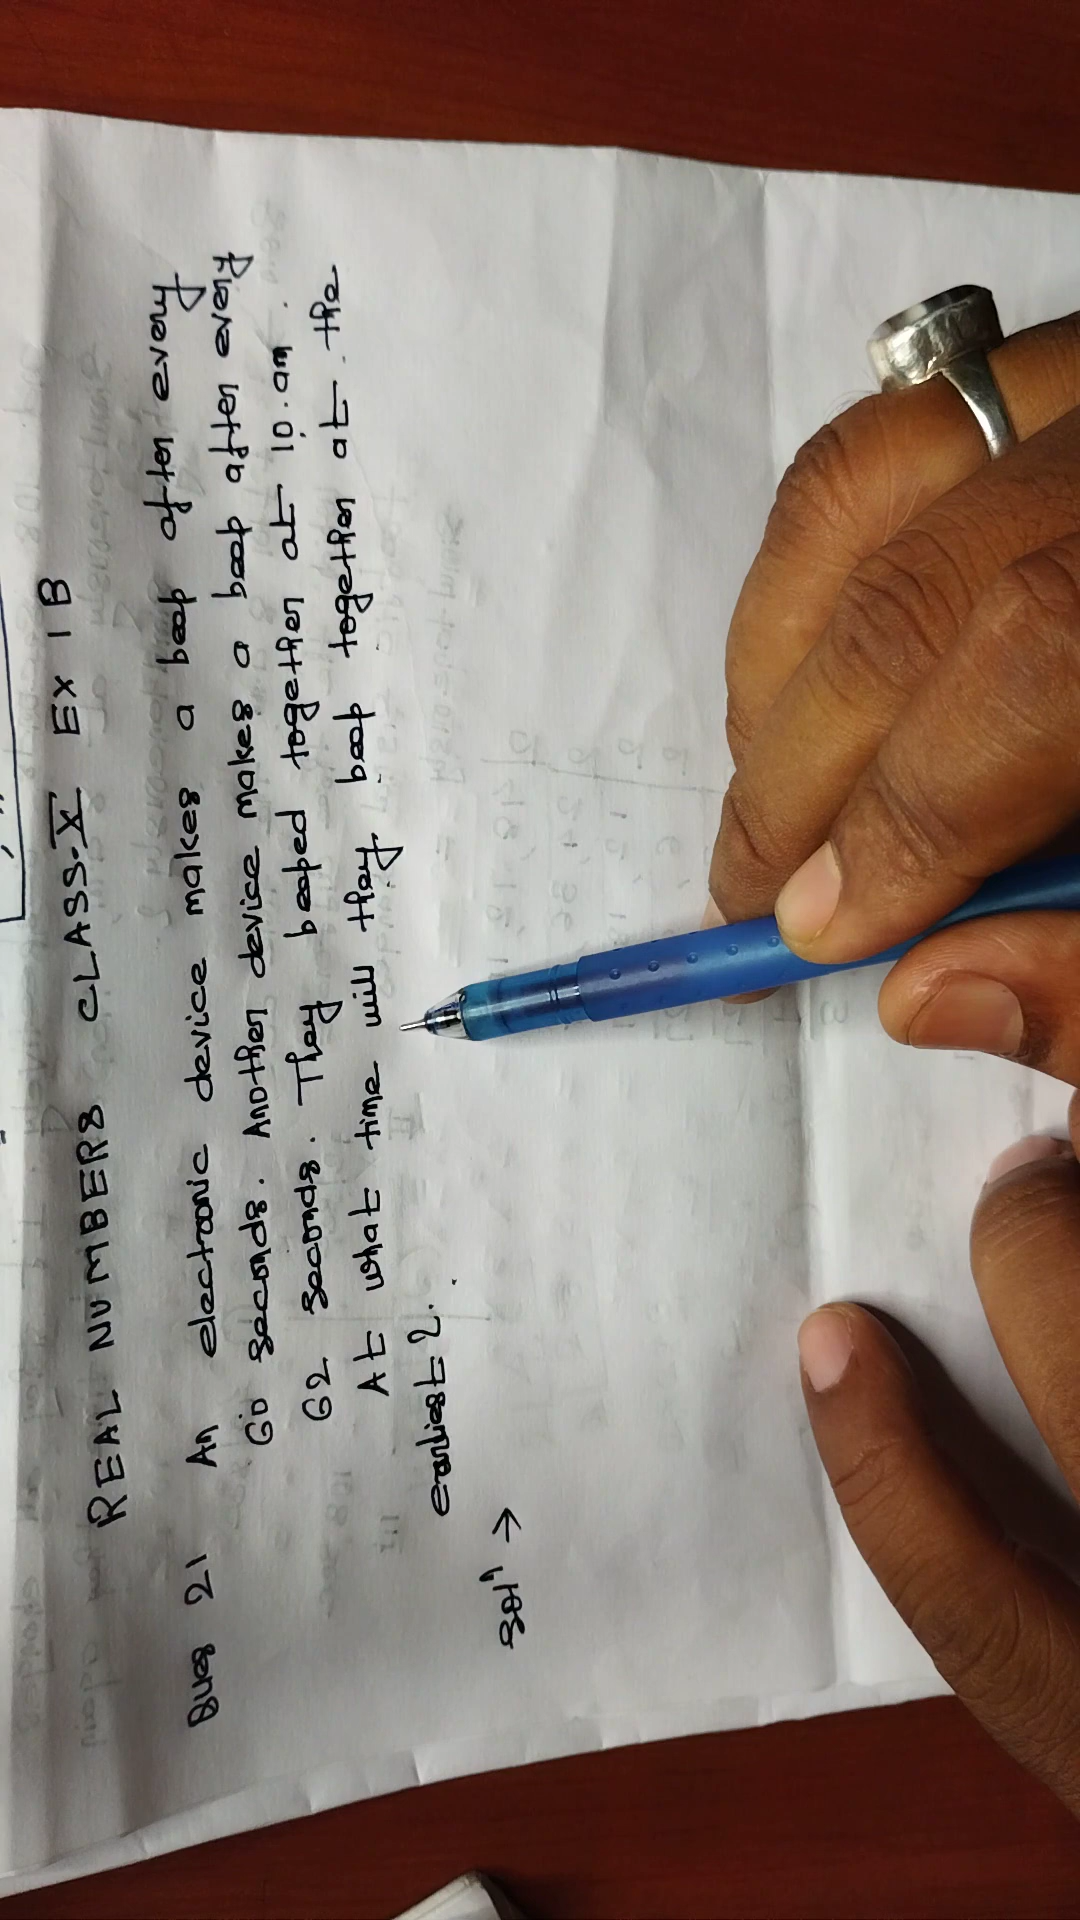 REAL NUMBERS CLASS-X EX 1B
Ques 21 An electronic device makes a beep after every
60 seconds. Another device makes a beep after every
62 seconds. They beeped together at 10.am.
At what time will they beep together at the
earliest?
Solⁿ →